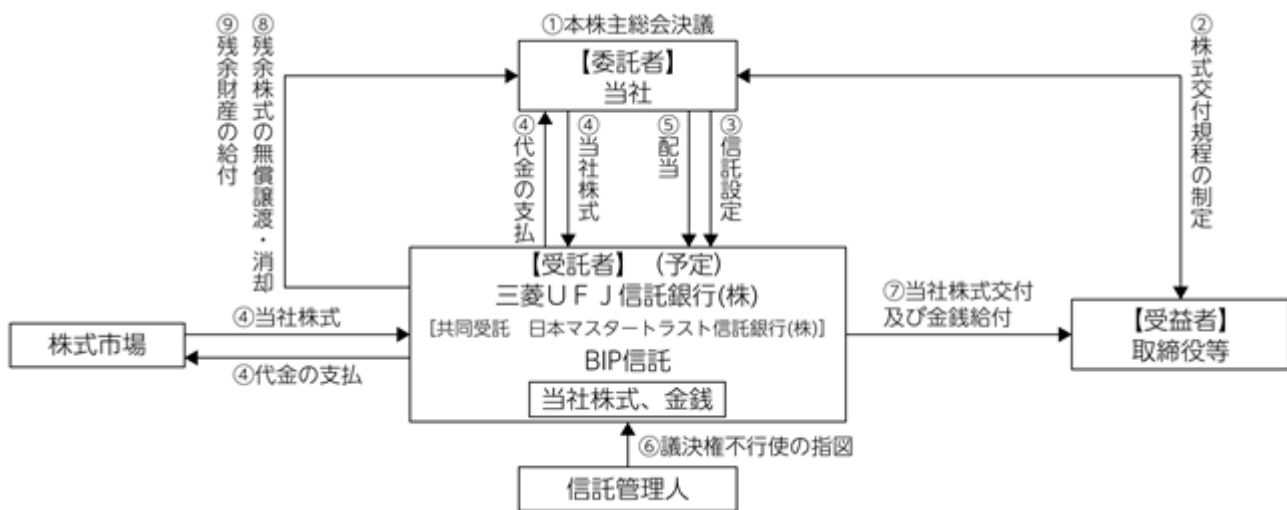 ①本株主総会決議
【委託者】
当社
⑨残余財産の給付
⑧残余株式の無償譲渡・消却
④代金の支払
④当社株式
⑤配当
③信託設定
②株式交付規程の制定
【受託者】（予定）
三菱ＵＦＪ信託銀行(株)
[共同受託　日本マスタートラスト信託銀行(株)]
BIP信託
当社株式、金銭
株式市場
④当社株式
④代金の支払
⑦当社株式交付
及び金銭給付
【受益者】
取締役等
⑥議決権不行使の指図
信託管理人